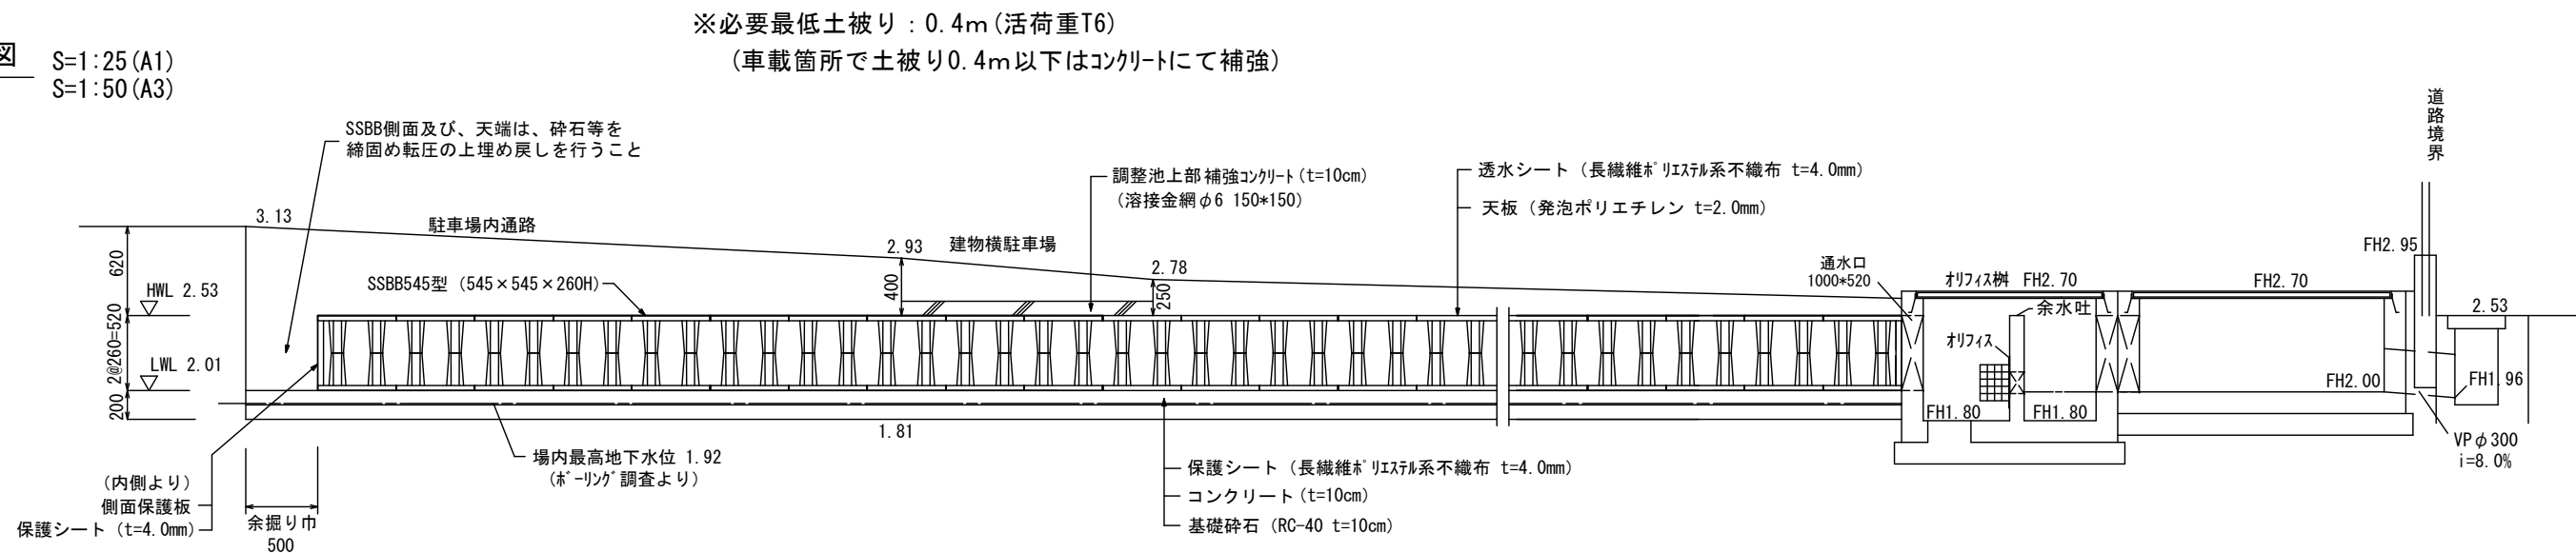 ※必要最低土被り：0.4m(活荷重T6)
(車載箇所で土被り0.4m以下はコンクリートにて補強)
図
S=1:25(A1)
S=1:50(A3)
道路境界
SSBB側面及び、天端は、砕石等を
締固め転圧の上埋め戻しを行うこと
調整池上部補強コンクリート(t=10cm)
(溶接金網φ6 150*150)
透水シート（長繊維ポリエステル系不織布 t=4.0mm）
天板（発泡ポリエチレン t=2.0mm）
3.13
駐車場内通路
2.93
建物横駐車場
2.78
通水口
1000*520
オリフィス桝 FH2.70
FH2.70
FH2.95
620
HWL 2.53
SSBB545型（545×545×260H）
400
250
余水吐
2.53
オリフィス
2@260=520
LWL 2.01
FH2.00
FH1.96
200
FH1.80
FH1.80
1.81
VPφ300
i=8.0%
場内最高地下水位 1.92
(ボーリング調査より)
保護シート（長繊維ポリエステル系不織布 t=4.0mm）
コンクリート(t=10cm)
基礎砕石（RC-40 t=10cm）
(内側より)
側面保護板
保護シート（t=4.0mm）
余掘り巾
500